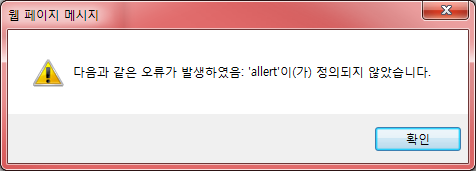 웹 페이지 메시지
다음과 같은 오류가 발생하였음: 'allert'이(가) 정의되지 않았습니다.
확인